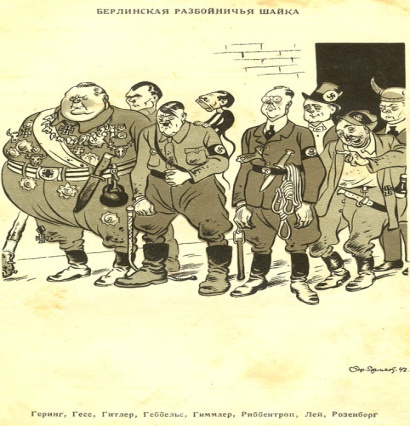 БЕРЛИНСКАЯ РАЗБОЙНИЧЬЯ ШАЙКА
Геринг, Гесс, Гитлер, Геббельс, Гиммлер, Риббентроп, Лей, Розенберг